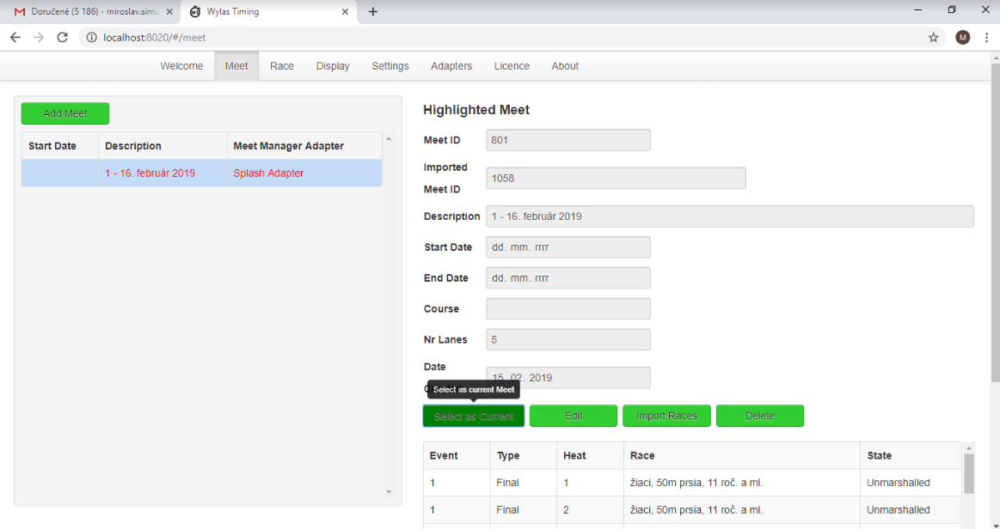 Doručené (5 186) - miroslav.simu
Wylas Timing
localhost:8020/#/meet
M
Welcome Meet Race Display Settings Adapters Licence About
Add Meet
Start Date Description Meet Manager Adapter
1 - 16. február 2019 Splash Adapter
Highlighted Meet
Meet ID 801
Imported
Meet ID
1058
Description 1 - 16. február 2019
Start Date dd. mm. rrrr
End Date dd. mm. rrrr
Course
Nr Lanes 5
Date
15. 02. 2019
Select as current Meet
Select as Current Edit Import Races Delete
Event Type Heat Race State
1 Final 1 žiaci, 50m prsia, 11 roč. a ml. Unmarshalled
1 Final 2 žiaci, 50m prsia, 11 roč. a ml. Unmarshalled